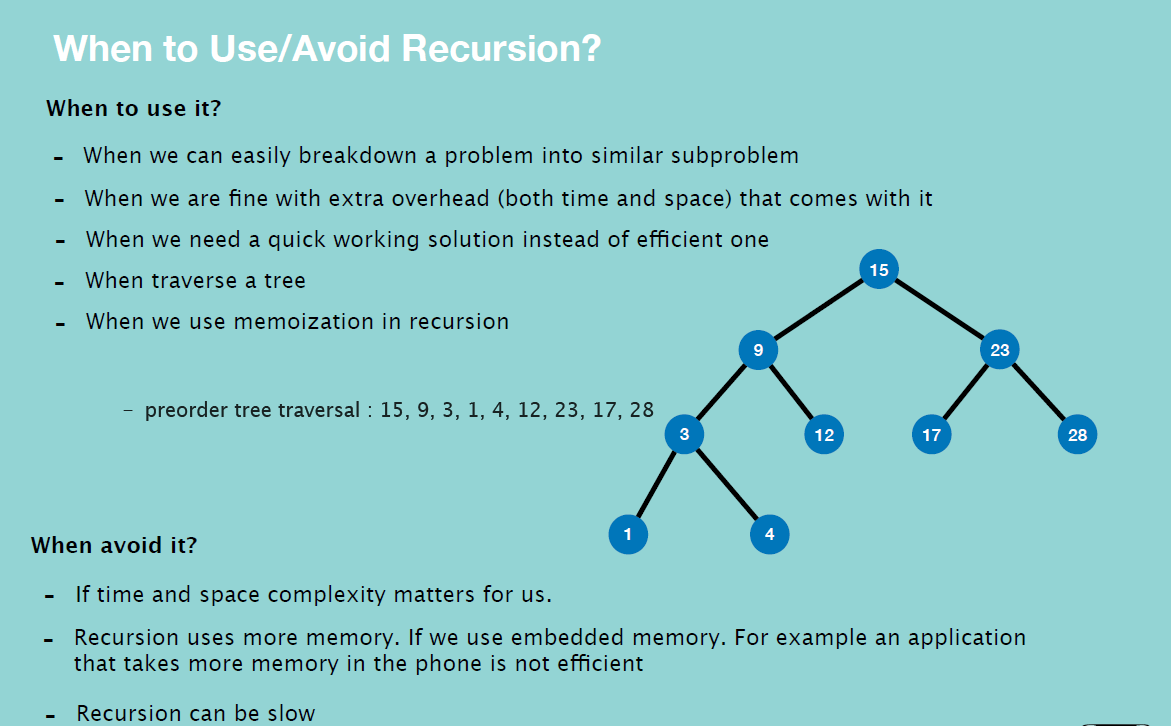 When to Use/Avoid Recursion?
When to use it?
- When we can easily breakdown a problem into similar subproblem
- When we are fine with extra overhead (both time and space) that comes with it
- When we need a quick working solution instead of efficient one
- When traverse a tree
- When we use memoization in recursion
- preorder tree traversal : 15, 9, 3, 1, 4, 12, 23, 17, 28
15
9
23
3
12
17
28
1
4
When avoid it?
- If time and space complexity matters for us.
- Recursion uses more memory. If we use embedded memory. For example an application
that takes more memory in the phone is not efficient
- Recursion can be slow